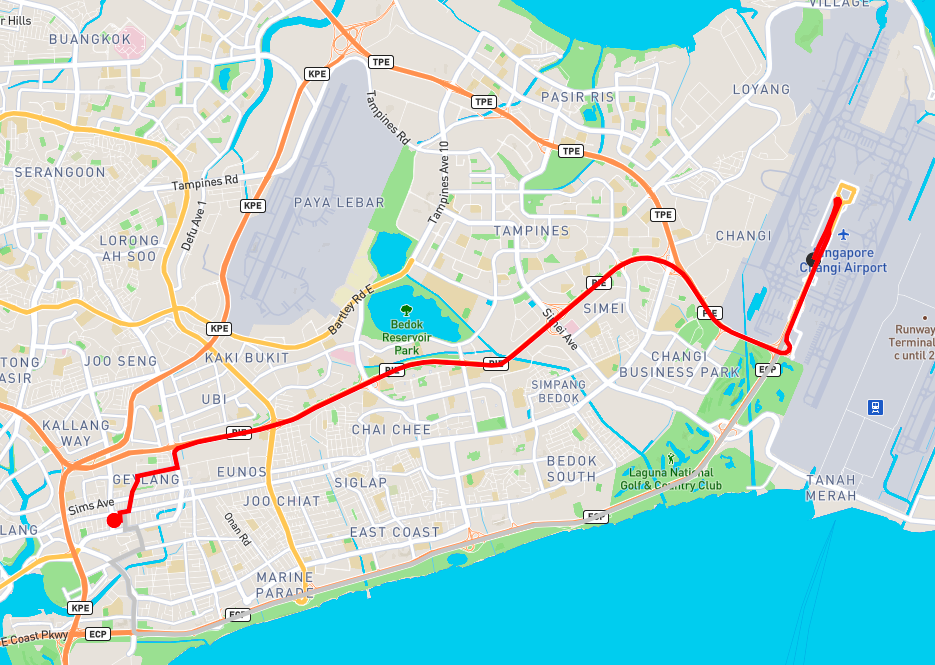 VILLAGE
r Hills
BUANGKOK
TPE
KPE
LOYANG
PASIR RIS
TPE
Tampines Rd
TPE
SERANGOON
Tampines Rd
Tampines Ave 10
PAYA LEBAR
KPE
TPE
Defu Ave 1
TAMPINES
CHANGI
LORONG
AH SOO
Singapore
Changi Airport
Bartley Rd E
PIE
SIMEI
Bedok
Reservoir
Park
PIE
Simei Ave
Runway
Terminal
c until 2
KPE
KAKI BUKIT
TONG
ASIR
JOO SENG
CHANGI
BUSINESS PARK
PIE
PIE
ECP
SIMPANG
BEDOK
UBI
KALLANG
WAY
PIE
CHAI CHEE
GEYLANG
EUNOS
SIGLAP
BEDOK
SOUTH
Laguna National
Golf & Country Club
TANAH
MERAH
Sims Ave
JOO CHIAT
LANG
Onan Rd
EAST COAST
ECP
MARINE
PARADE
KPE
ECP
E Coast Pkwy
ECP